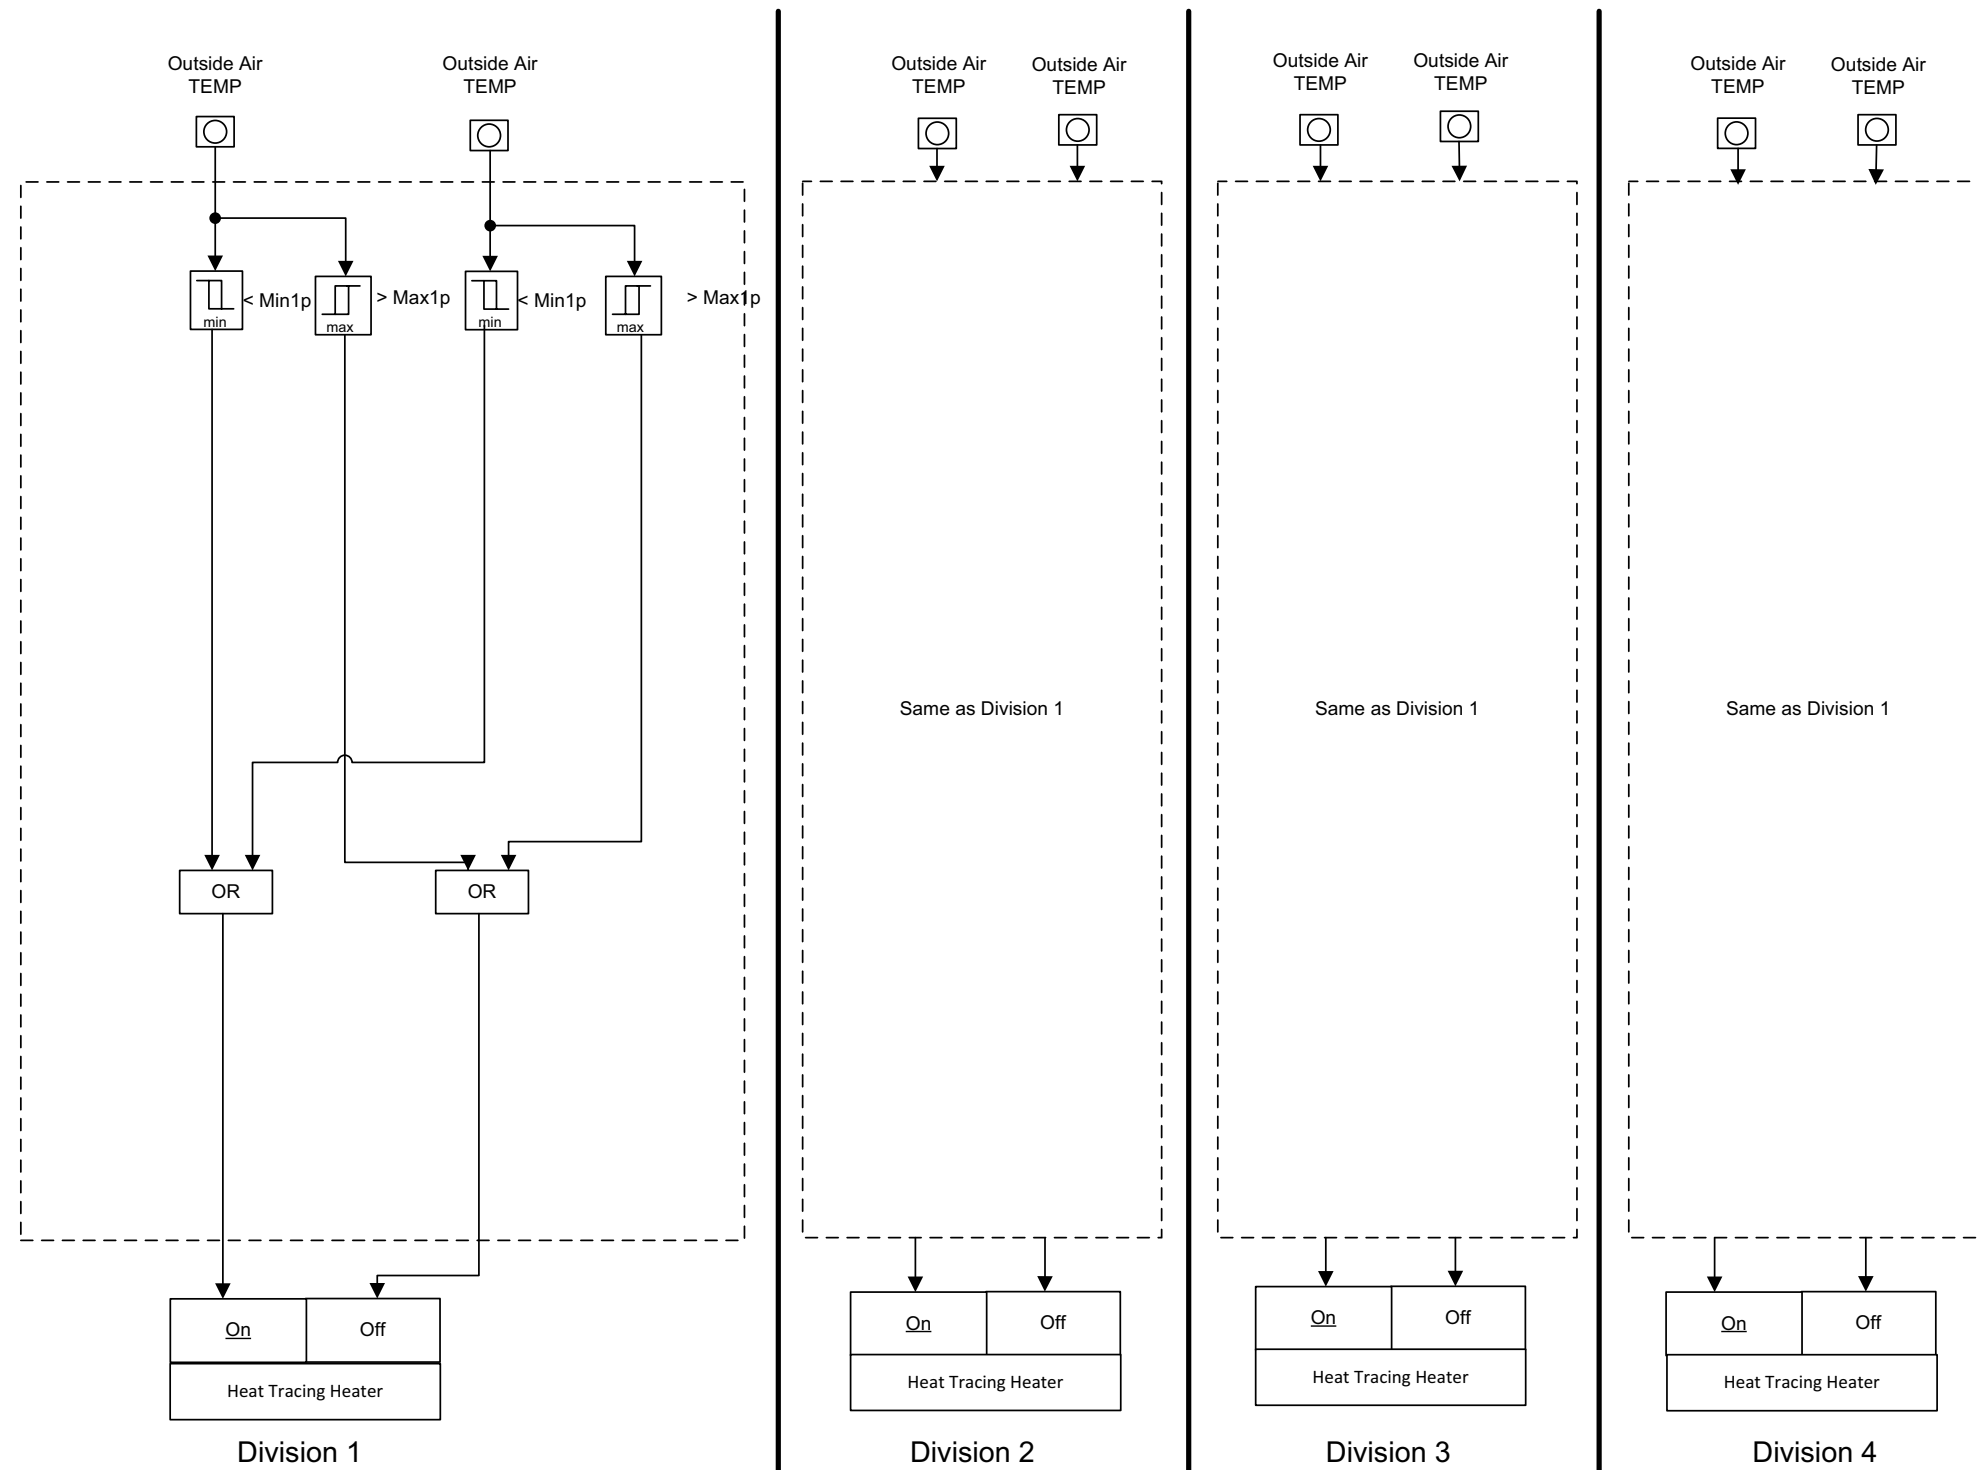 Outside Air
TEMP
Outside Air
TEMP
Outside Air
TEMP
Outside Air
TEMP
Outside Air
TEMP
Outside Air
TEMP
Outside Air
TEMP
Outside Air
TEMP
min
< Min1p
max
> Max1p
min
< Min1p
max
> Max1p
Same as Division 1
Same as Division 1
Same as Division 1
OR
OR
On
Off
Heat Tracing Heater
On
Off
Heat Tracing Heater
On
Off
Heat Tracing Heater
On
Off
Heat Tracing Heater
Division 1
Division 2
Division 3
Division 4